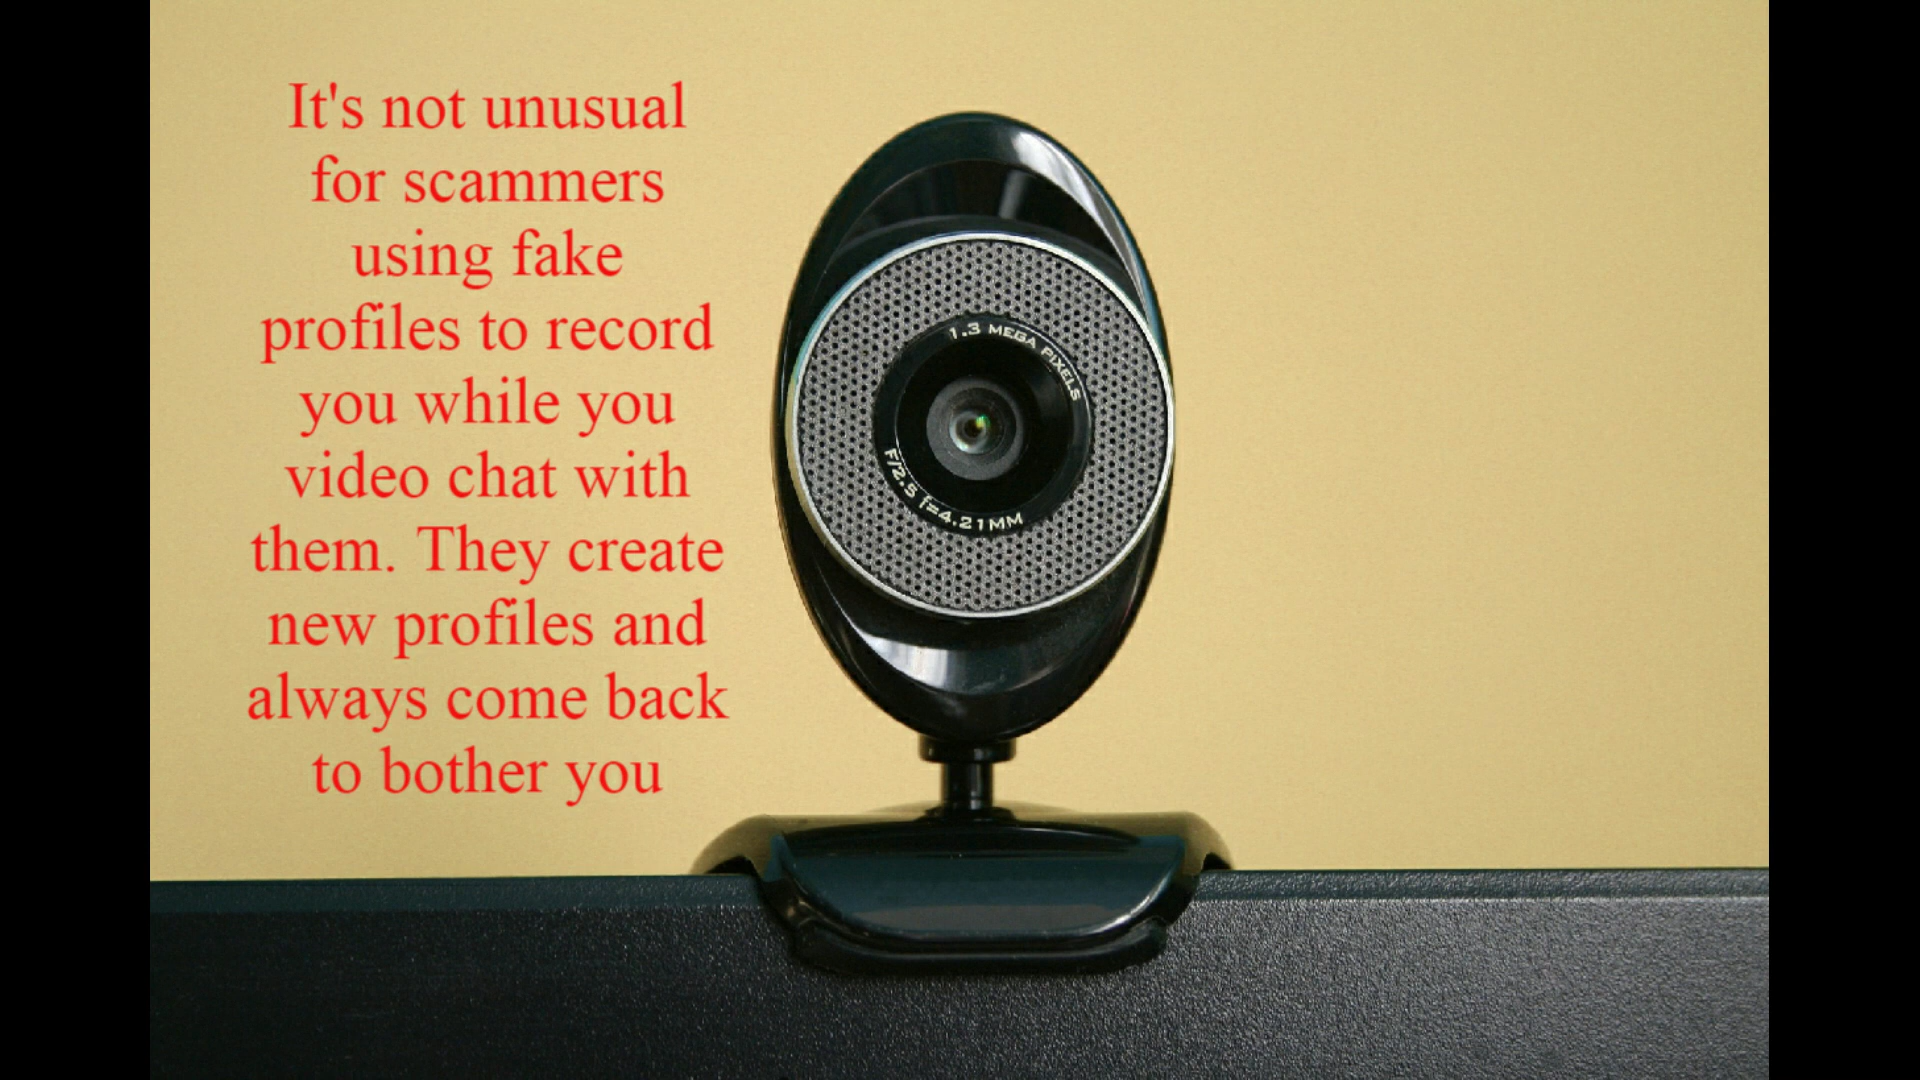 It's not unusual
for scammers
using fake
profiles to record
you while you
video chat with
them. They create
new profiles and
always come back
to bother you
1.3 MEGA PIXELS
F/2.5 f=4.21MM